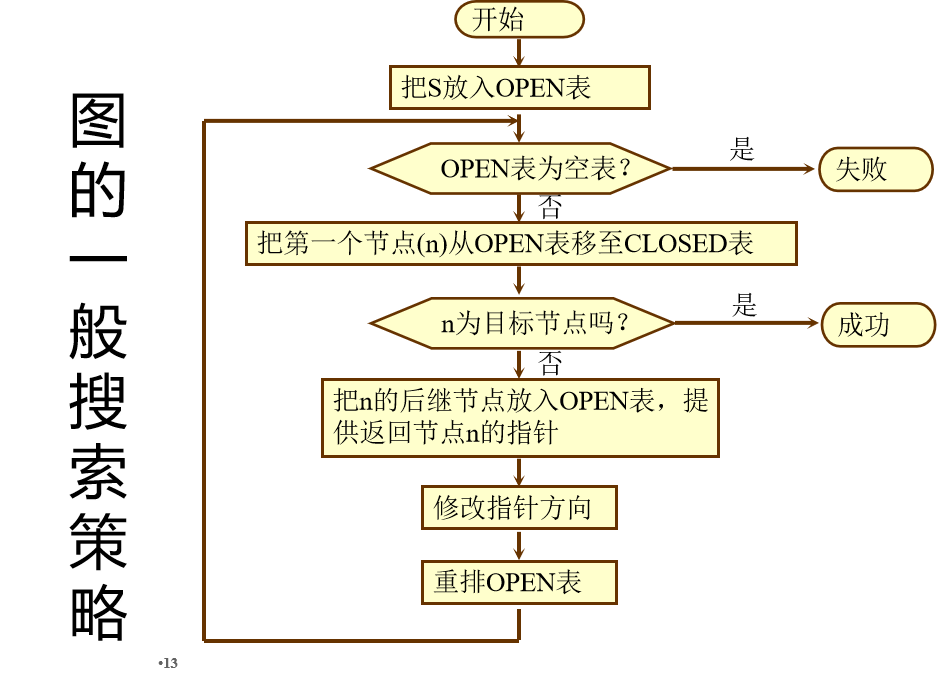 图的一般搜索策略
开始
把S放入OPEN表
OPEN表为空表？
是
失败
否
把第一个节点(n)从OPEN表移至CLOSED表
n为目标节点吗？
是
成功
否
把n的后继节点放入OPEN表，提
供返回节点n的指针
修改指针方向
重排OPEN表
•13